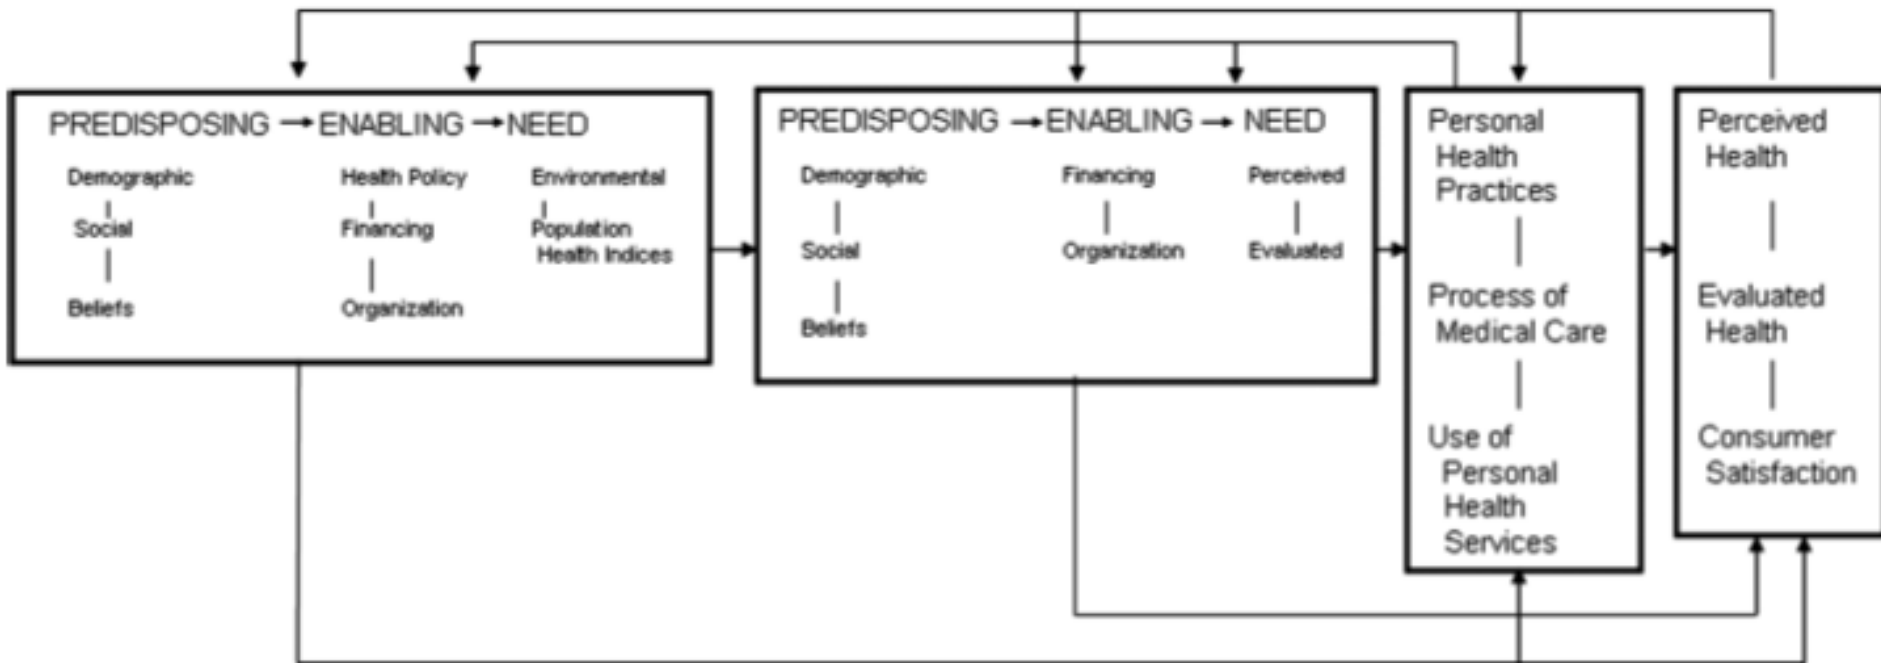 PREDISPOSING → ENABLING → NEED
Demographic
Social
Beliefs
Health Policy
Financing
Organization
Environmental
Population
Health Indices
PREDISPOSING → ENABLING → NEED
Demographic
Social
Beliefs
Financing
Organization
Perceived
Evaluated
Personal
Health
Practices
Process of
Medical Care
Use of
Personal
Health
Services
Perceived
Health
Evaluated
Health
Consumer
Satisfaction